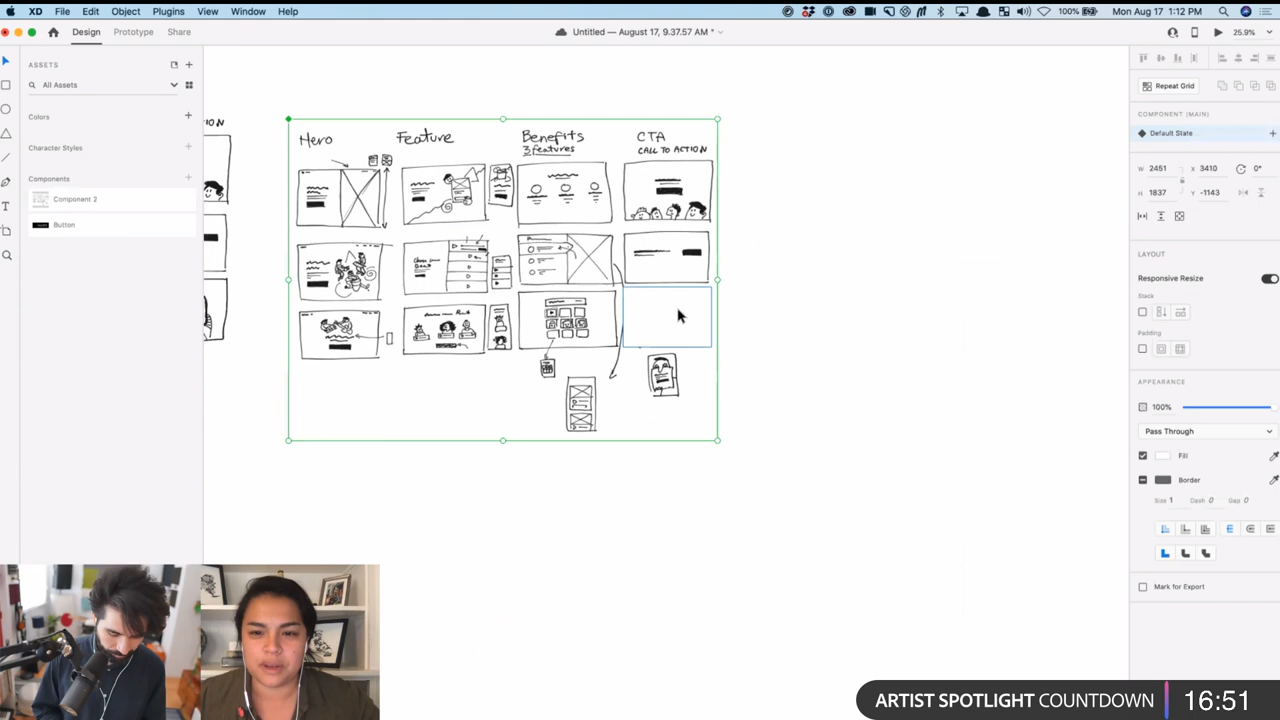 XD File Edit Object Plugins View Window Help
100% Mon Aug 17 1:12 PM
Design Prototype Share
Untitled — August 17, 9.37.57 AM *
25.9%
ASSETS
All Assets
Colors
Character Styles
Components
Component 2
Button
ION
Hero
Feature
Benefits
3 features
CTA
CALL TO ACTION
Repeat Grid
COMPONENT (MAIN)
Default State
W 2451 X 3410 0°
H 1837 Y -1143
LAYOUT
Responsive Resize
Stack
Padding
APPEARANCE
100%
Pass Through
Fill
Border
Size 1 Dash 0 Gap 0
Mark for Export
ARTIST SPOTLIGHT COUNTDOWN 16:51